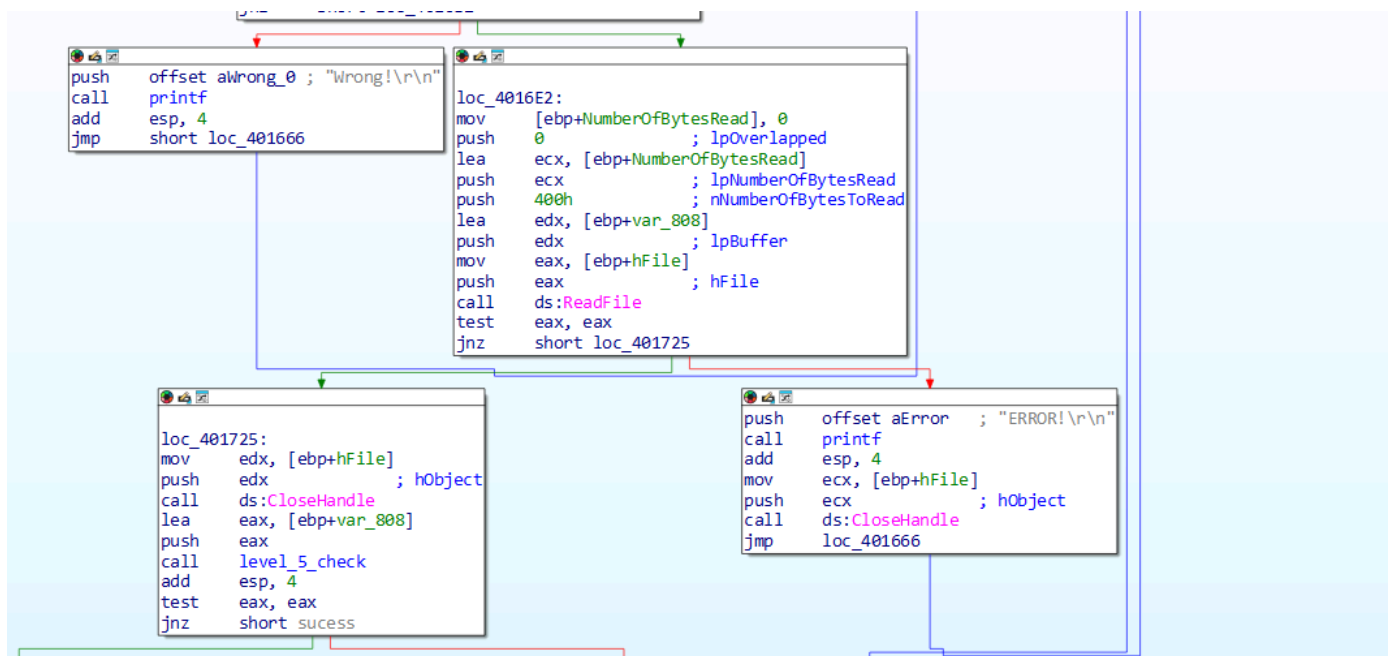 push offset aWrong_0 ; "Wrong!\r\n"
call printf
add esp, 4
jmp short loc_401666
loc_4016E2:
mov [ebp+NumberOfBytesRead], 0
push 0 ; lpOverlapped
lea ecx, [ebp+NumberOfBytesRead]
push ecx ; lpNumberOfBytesRead
push 400h ; nNumberOfBytesToRead
lea edx, [ebp+var_808]
push edx ; lpBuffer
mov eax, [ebp+hFile]
push eax ; hFile
call ds:ReadFile
test eax, eax
jnz short loc_401725
loc_401725:
mov edx, [ebp+hFile]
push edx ; hObject
call ds:CloseHandle
lea eax, [ebp+var_808]
push eax
call level_5_check
add esp, 4
test eax, eax
jnz short sucess
push offset aError ; "ERROR!\r\n"
call printf
add esp, 4
mov ecx, [ebp+hFile]
push ecx ; hObject
call ds:CloseHandle
jmp loc_401666